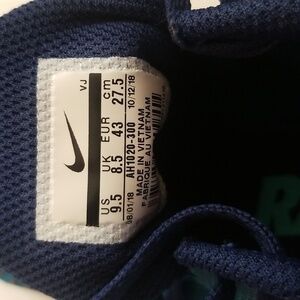 US 9.5
UK 8.5
EUR 43
cm 27.5
VJ
AH1020-300
08/01/18 10/12/18
MADE IN VIETNAM
FABRIQUÉ AU VIETNAM